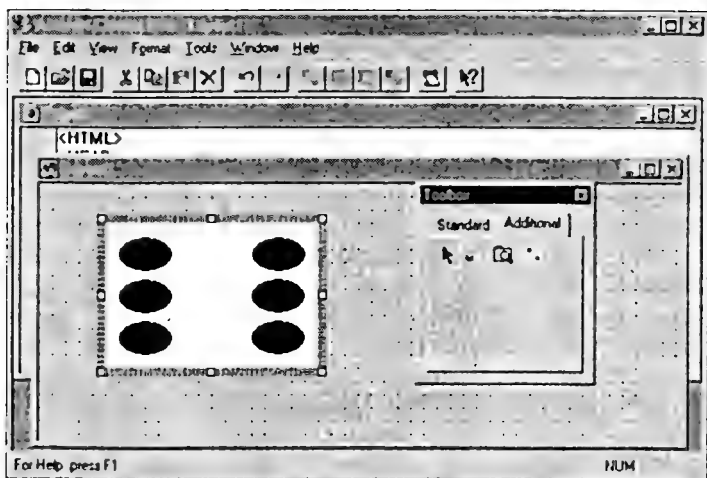 File Edit View Format Tools Window Help
<HTML>
Toolbox
Standard Additional
For Help press F1
NUM